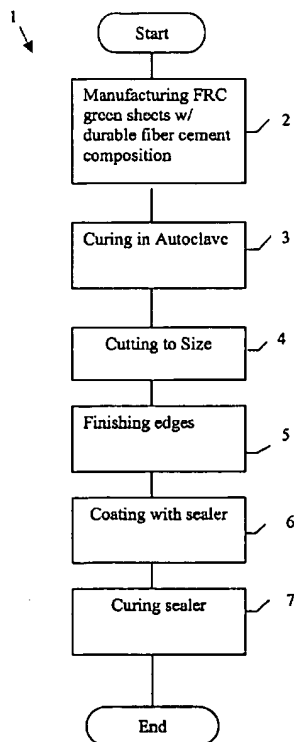 1
Start
Manufacturing FRC
green sheets w/
durable fiber cement
composition
2
Curing in Autoclave
3
Cutting to Size
4
Finishing edges
5
Coating with sealer
6
Curing sealer
7
End